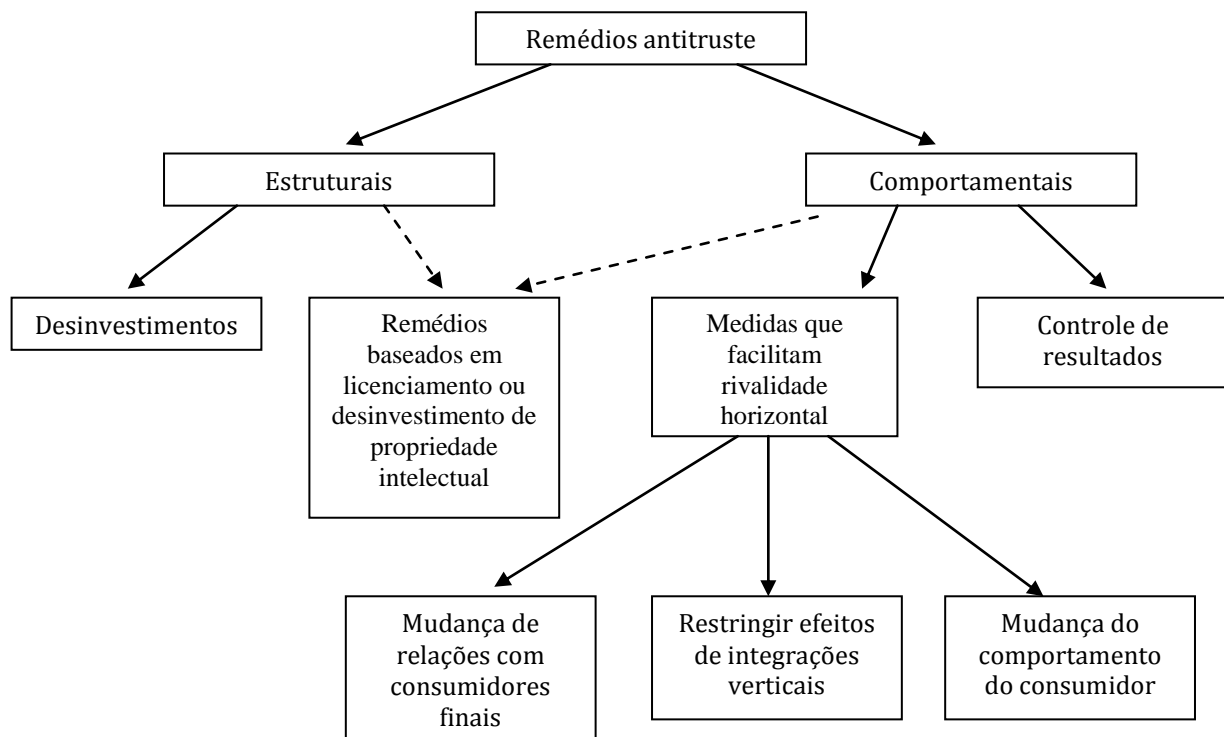 Remédios antitruste
Estruturais
Comportamentais
Desinvestimentos
Remédios
baseados em
licenciamento ou
desinvestimento de
propriedade
intelectual
Medidas que
facilitam
rivalidade
horizontal
Controle de
resultados
Mudança de
relações com
consumidores
finais
Restringir efeitos
de integrações
verticais
Mudança do
comportamento
do consumidor